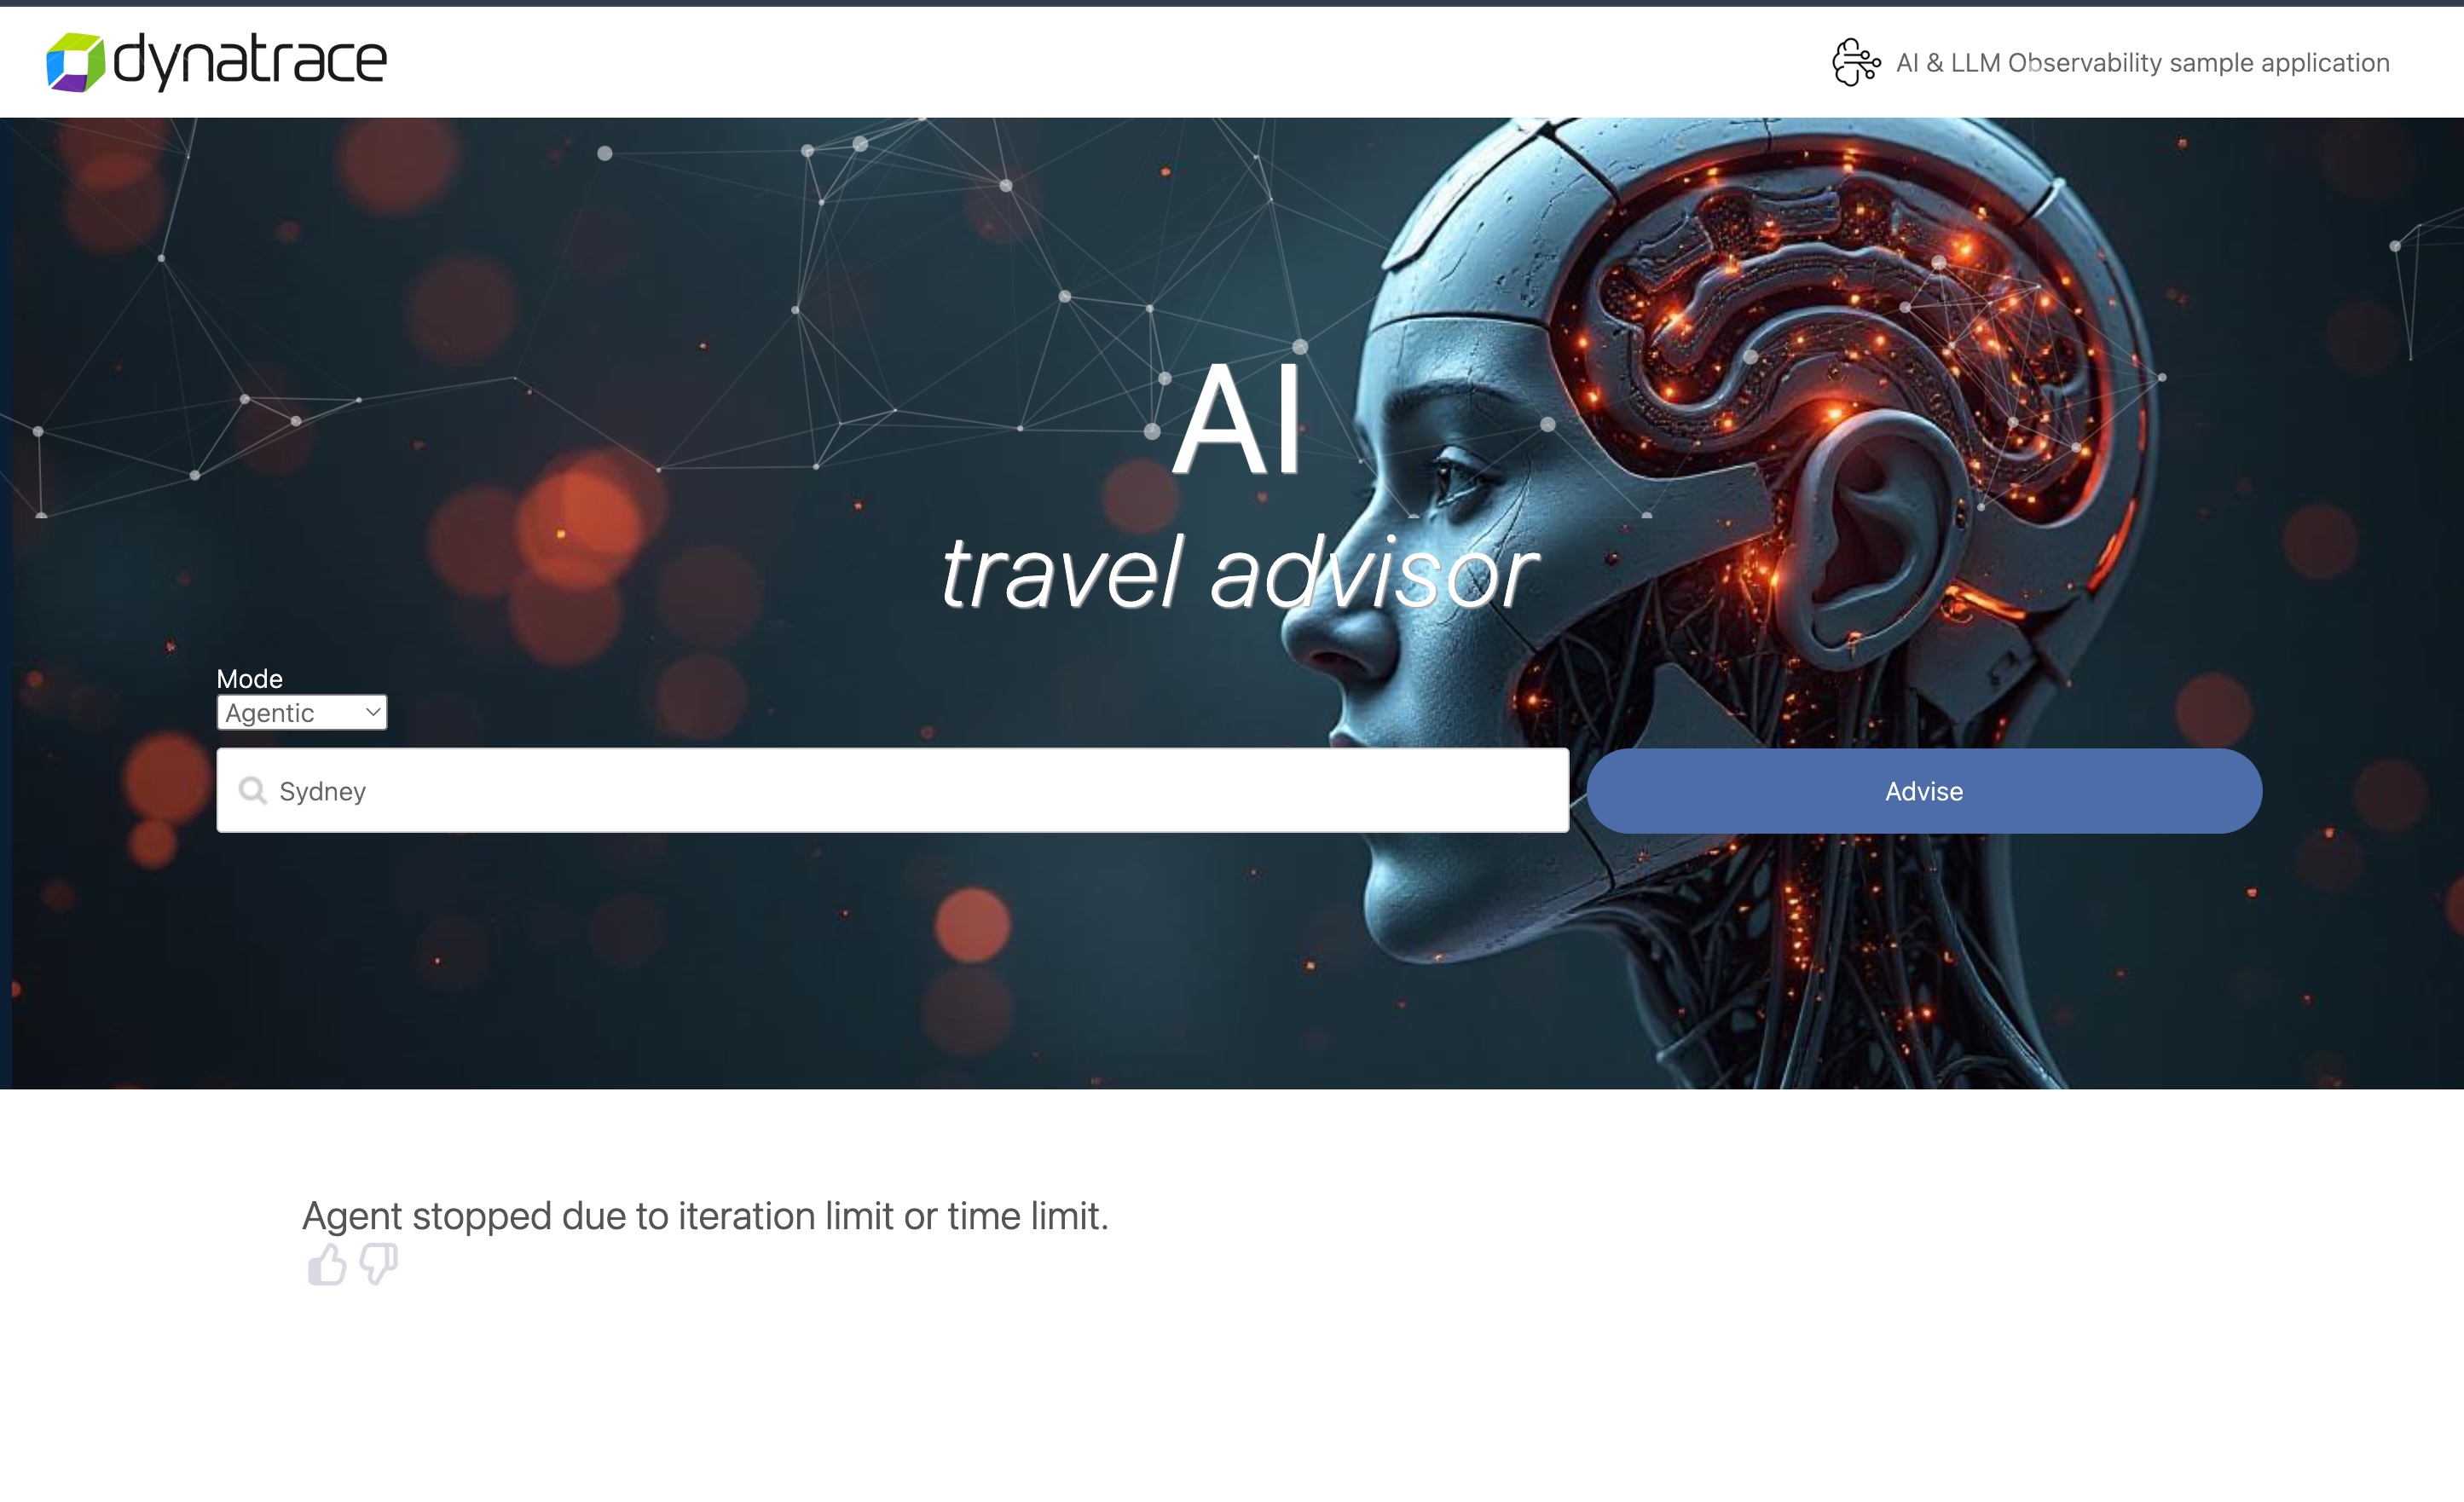 dynatrace
AI & LLM Observability sample application
AI
travel advisor
Mode
Agentic
Sydney
Advise
Agent stopped due to iteration limit or time limit.